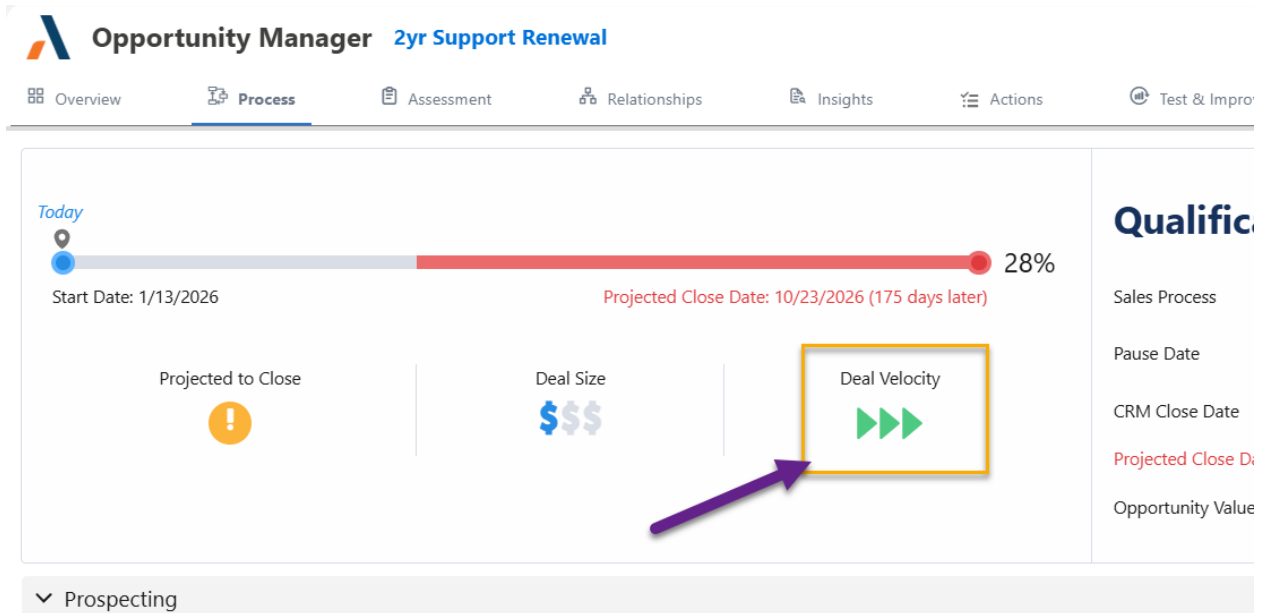 Opportunity Manager 2yr Support Renewal
Overview Process Assessment Relationships Insights Actions Test & Impro
Today
28%
Start Date: 1/13/2026
Projected Close Date: 10/23/2026 (175 days later)
Projected to Close
Deal Size
Deal Velocity
$$$
Qualific
Sales Process
Pause Date
CRM Close Date
Projected Close Da
Opportunity Value
Prospecting